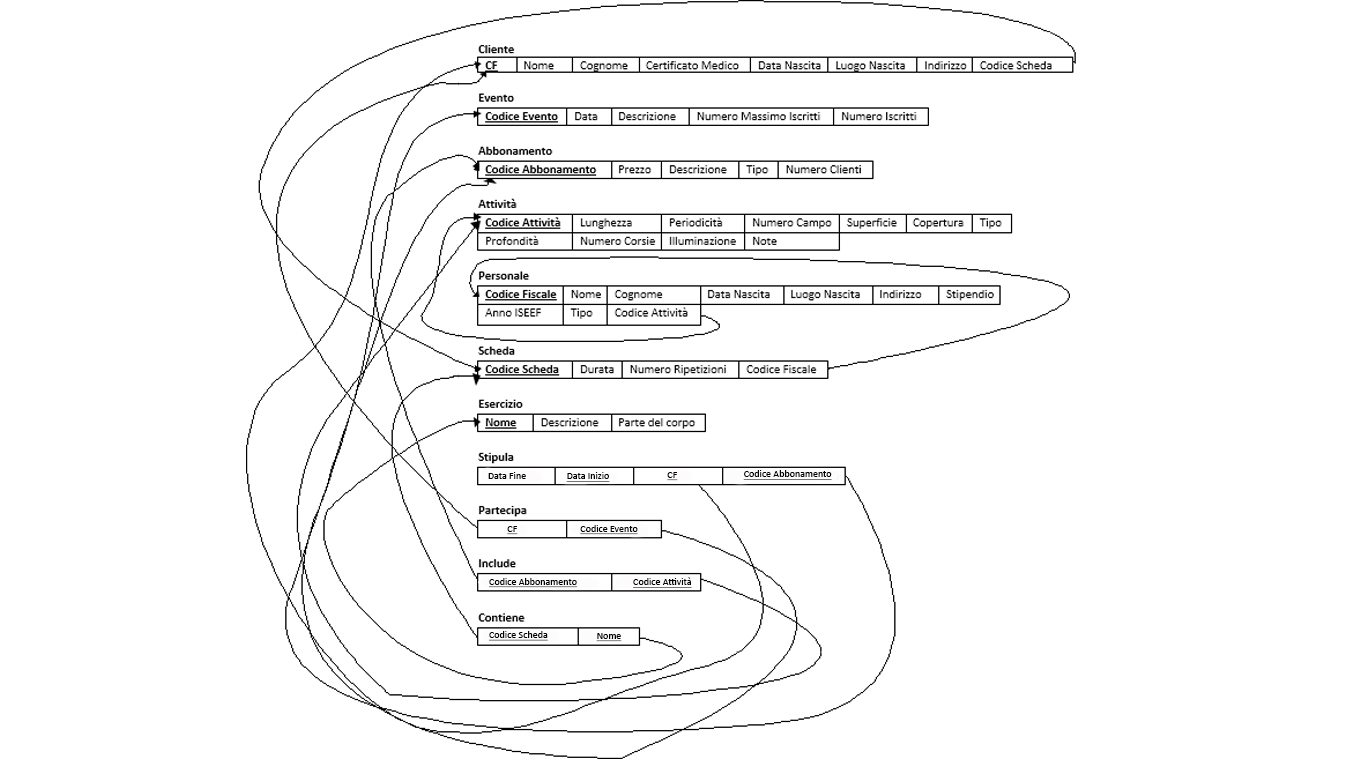 Cliente
CF Nome Cognome Certificato Medico Data Nascita Luogo Nascita Indirizzo Codice Scheda
Evento
Codice Evento Data Descrizione Numero Massimo Iscritti Numero Iscritti
Abbonamento
Codice Abbonamento Prezzo Descrizione Tipo Numero Clienti
Attività
Codice Attività Lunghezza Periodicità Numero Campo Superficie Copertura Tipo
Profondità Numero Corsie Illuminazione Note
Personale
Codice Fiscale Nome Cognome Data Nascita Luogo Nascita Indirizzo Stipendio
Anno ISEEF Tipo Codice Attività
Scheda
Codice Scheda Durata Numero Ripetizioni Codice Fiscale
Esercizio
Nome Descrizione Parte del corpo
Stipula
Data Fine Data Inizio CF Codice Abbonamento
Partecipa
CF Codice Evento
Include
Codice Abbonamento Codice Attività
Contiene
Codice Scheda Nome